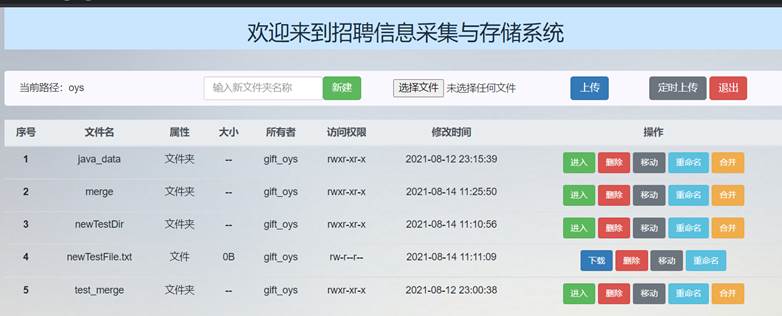 欢迎来到招聘信息采集与存储系统
当前路径：oys 输入新文件夹名称 新建 选择文件 未选择任何文件 上传 定时上传 退出
序号 文件名 属性 大小 所有者 访问权限 修改时间 操作
1 java_data 文件夹 -- gift_oys rwxr-xr-x 2021-08-12 23:15:39 进入 删除 移动 重命名 合并
2 merge 文件夹 -- gift_oys rwxr-xr-x 2021-08-14 11:25:50 进入 删除 移动 重命名 合并
3 newTestDir 文件夹 -- gift_oys rwxr-xr-x 2021-08-14 11:10:56 进入 删除 移动 重命名 合并
4 newTestFile.txt 文件 0B gift_oys rw-r--r-- 2021-08-14 11:11:09 下载 删除 移动 重命名
5 test_merge 文件夹 -- gift_oys rwxr-xr-x 2021-08-12 23:00:38 进入 删除 移动 重命名 合并